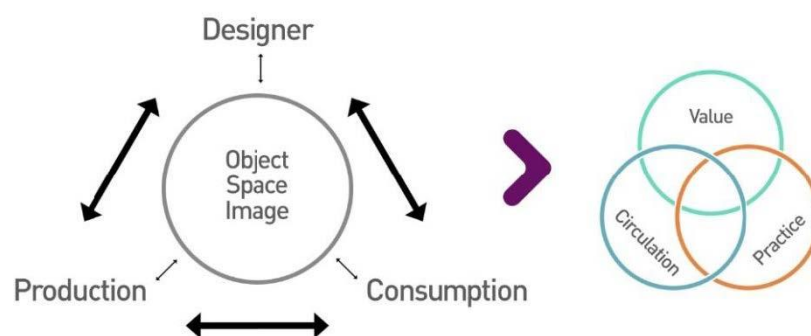 Designer
Object
Space
Image
Production
Consumption
Value
Circulation
Practice